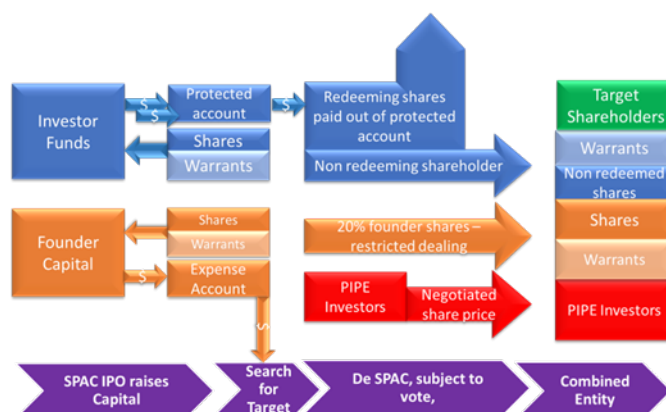 Investor
Funds
$
$
Protected
account
$
Shares
Warrants
Redeeming shares
paid out of protected
account
Non redeeming shareholder
Founder
Capital
Shares
Warrants
$
Expense
Account
$
20% founder shares –
restricted dealing
PIPE
Investors
Negotiated
share price
Target
Shareholders
Warrants
Non redeemed
shares
Shares
Warrants
PIPE Investors
SPAC IPO raises
Capital
Search
for
Target
De SPAC, subject to
vote,
Combined
Entity